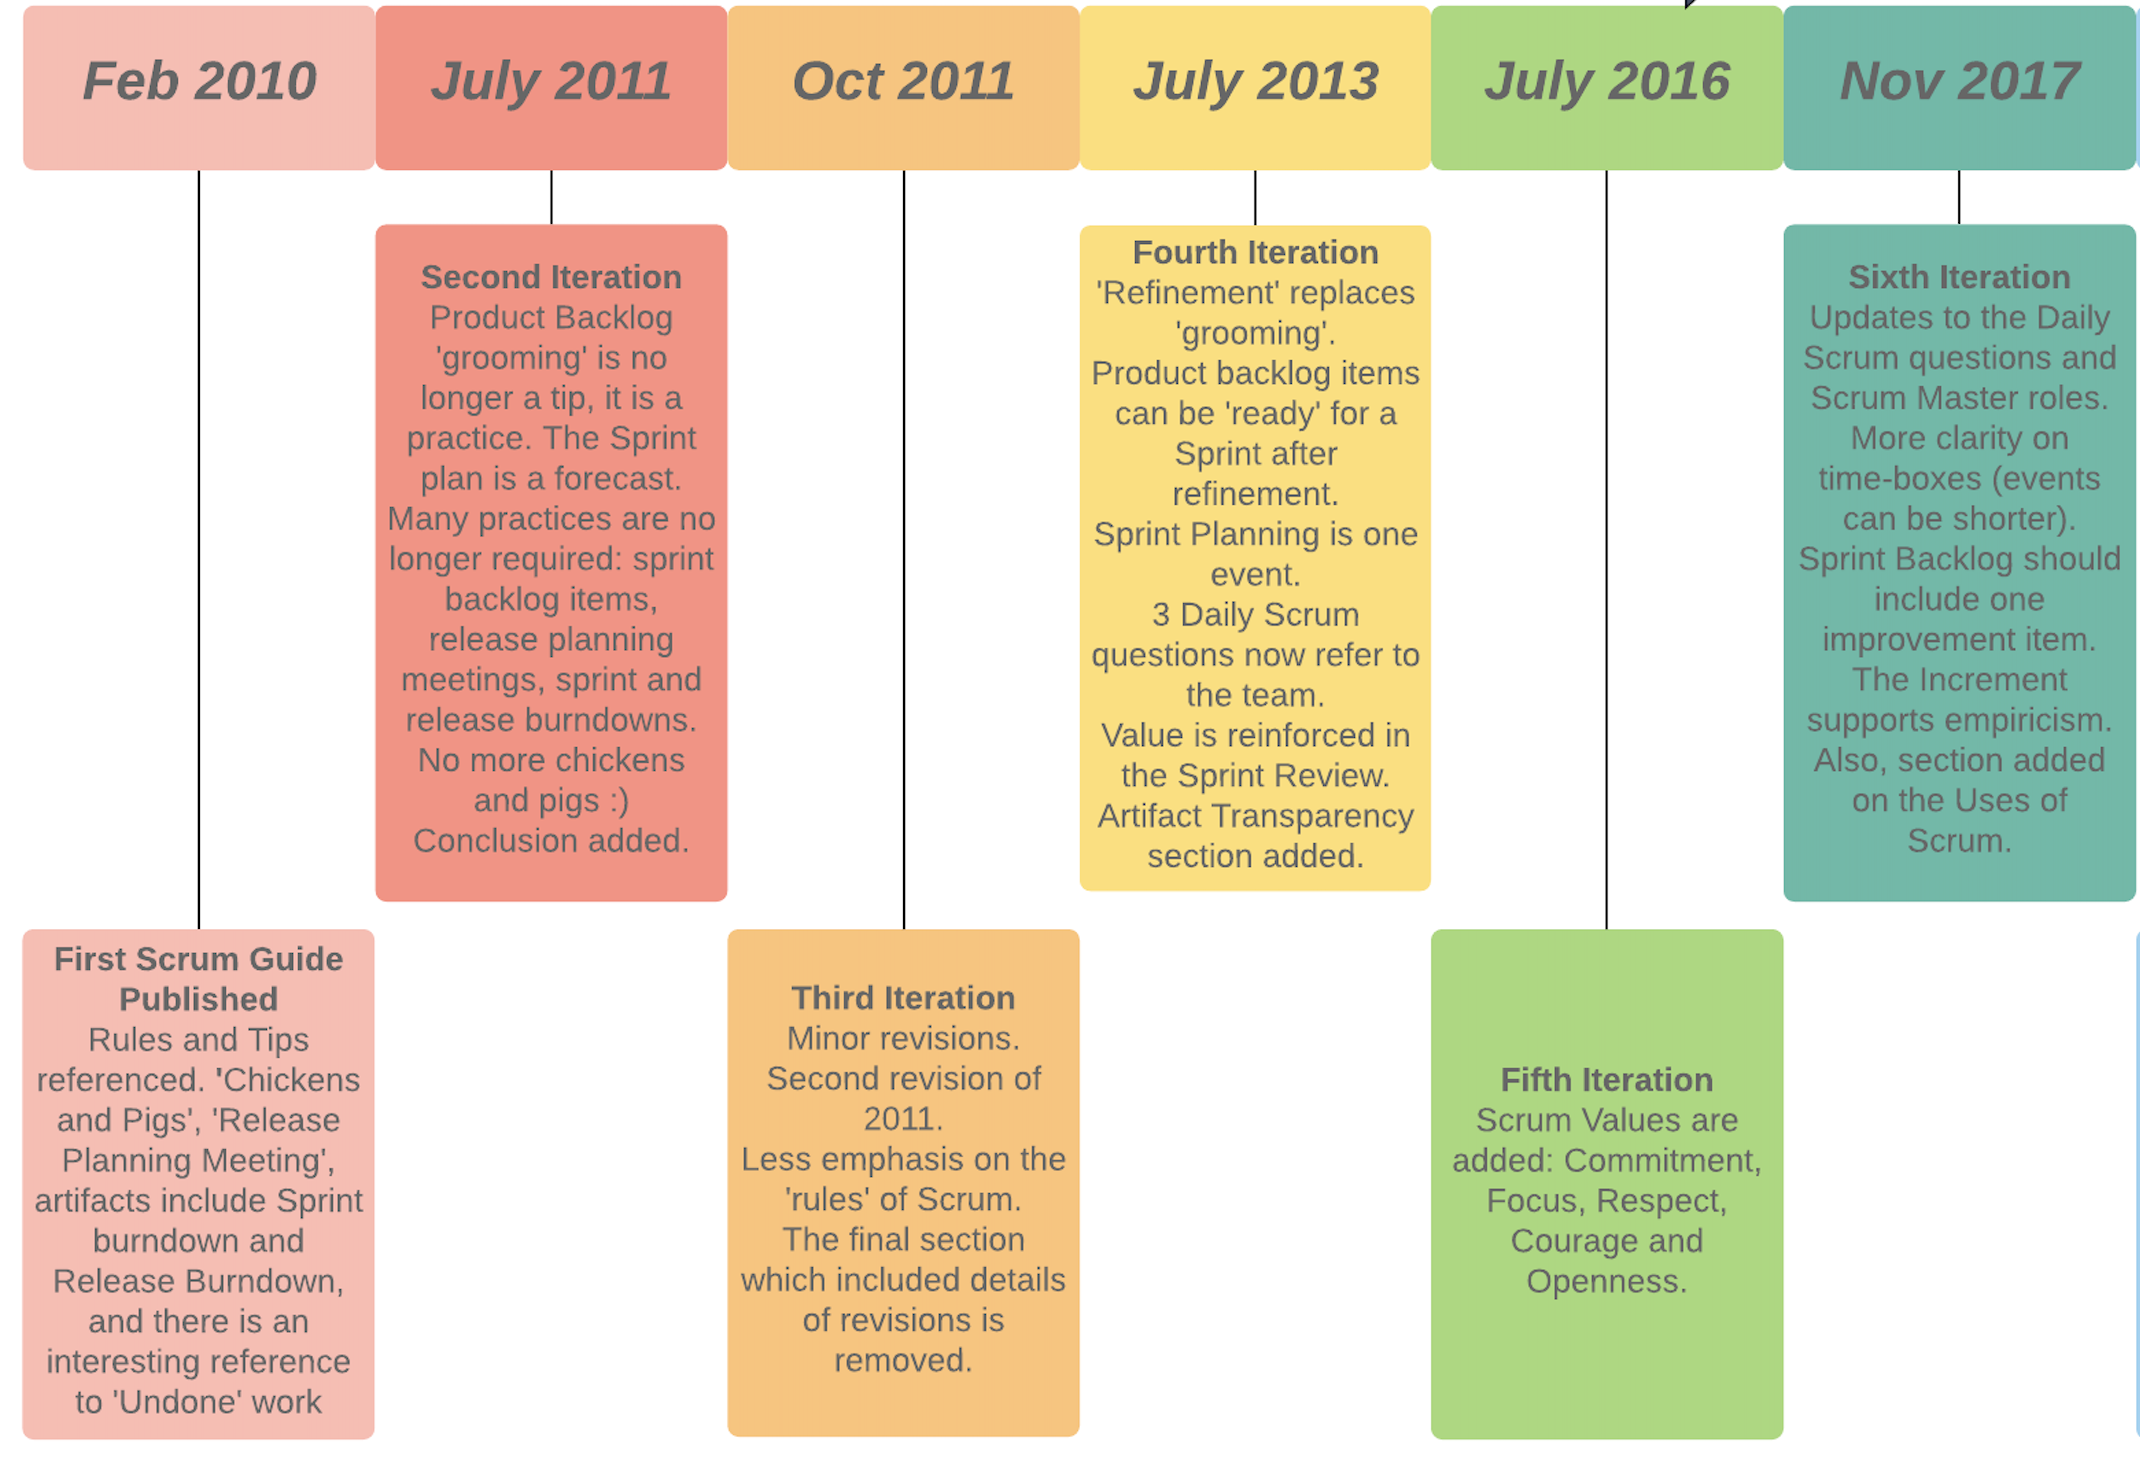 Feb 2010
July 2011
Oct 2011
July 2013
July 2016
Nov 2017
Second Iteration
Product Backlog
'grooming' is no
longer a tip, it is a
practice. The Sprint
plan is a forecast.
Many practices are no
longer required: sprint
backlog items,
release planning
meetings, sprint and
release burndowns.
No more chickens
and pigs :)
Conclusion added.
Fourth Iteration
'Refinement' replaces
'grooming'.
Product backlog items
can be 'ready' for a
Sprint after
refinement.
Sprint Planning is one
event.
3 Daily Scrum
questions now refer to
the team.
Value is reinforced in
the Sprint Review.
Artifact Transparency
section added.
Sixth Iteration
Updates to the Daily
Scrum questions and
Scrum Master roles.
More clarity on
time-boxes (events
can be shorter).
Sprint Backlog should
include one
improvement item.
The Increment
supports empiricism.
Also, section added
on the Uses of
Scrum.
First Scrum Guide
Published
Rules and Tips
referenced. 'Chickens
and Pigs', 'Release
Planning Meeting',
artifacts include Sprint
burndown and
Release Burndown,
and there is an
interesting reference
to 'Undone' work
Third Iteration
Minor revisions.
Second revision of
2011.
Less emphasis on the
'rules' of Scrum.
The final section
which included details
of revisions is
removed.
Fifth Iteration
Scrum Values are
added: Commitment,
Focus, Respect,
Courage and
Openness.